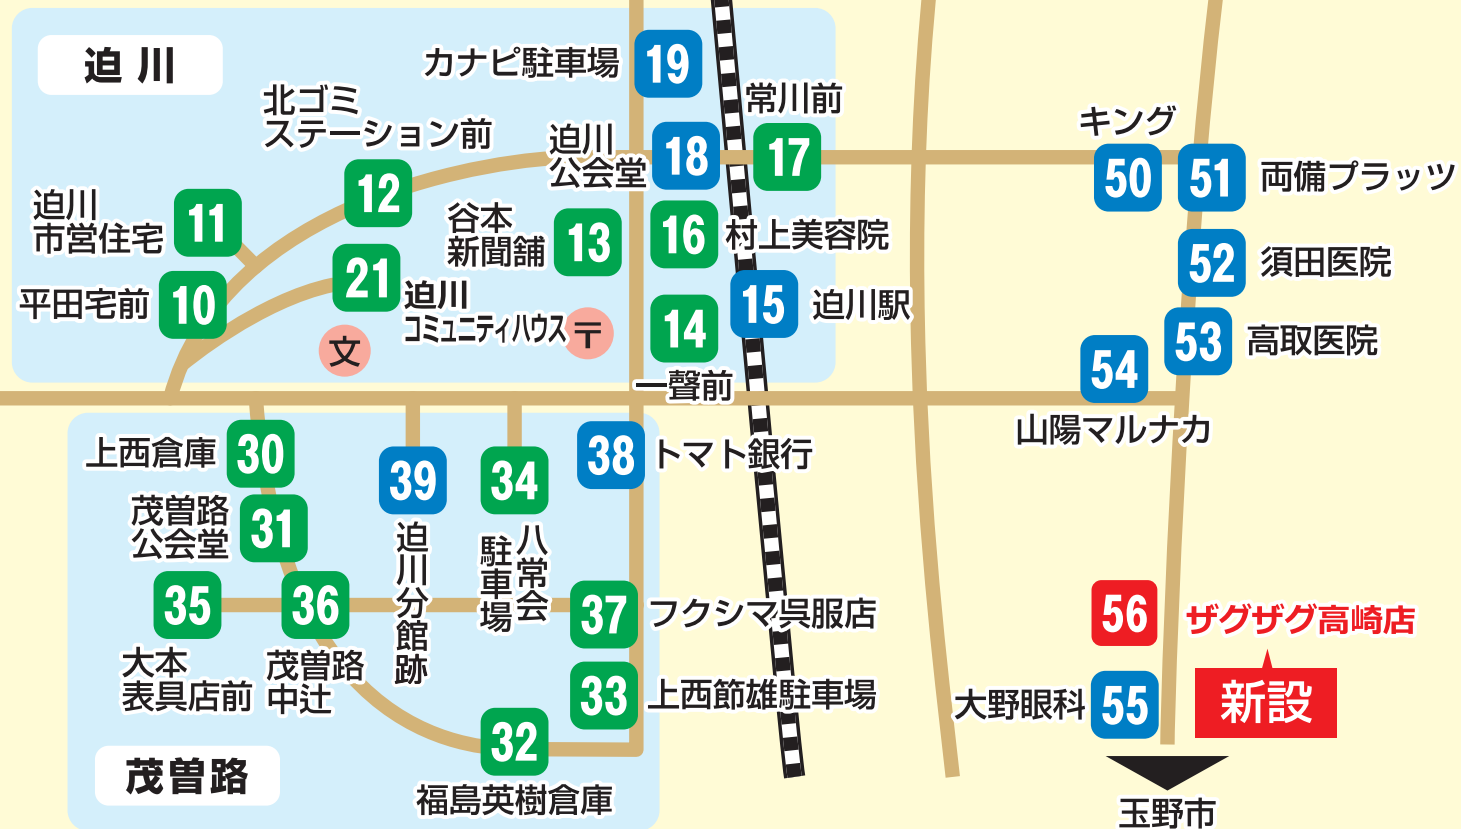 迫川
カナピ駐車場
19
北ゴミ
ステーション前
常川前
17
迫川
公会堂
18
12
迫川
市営住宅
11
谷本
新聞舗
13
16
村上美容院
平田宅前
10
21
迫川
コミュニティハウス
〒
文
14
15
迫川駅
一聲前
キング
50
51
両備プラッツ
52
須田医院
53
高取医院
54
山陽マルナカ
上西倉庫
30
茂曽路
公会堂
31
39
迫川分館跡
34
八常会
駐車場
38
トマト銀行
35
大本
表具店前
36
茂曽路
中辻
37
フクシマ呉服店
33
上西節雄駐車場
32
福島英樹倉庫
茂曽路
56
ザグザグ高崎店
新設
大野眼科
55
玉野市